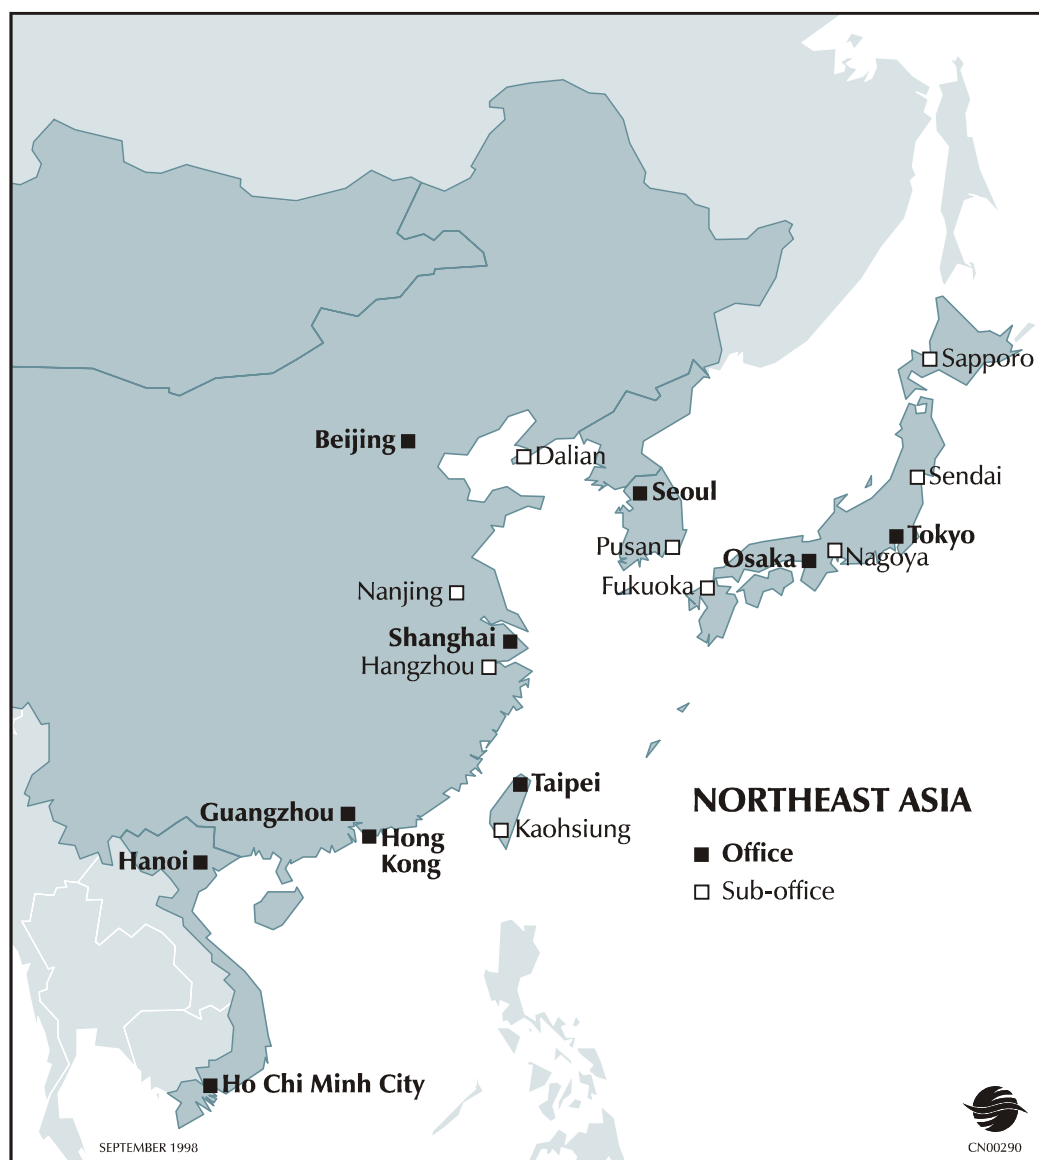 Sapporo
Beijing
Dalian
Sendai
Seoul
Tokyo
Pusan
Osaka
Nagoya
Fukuoka
Nanjing
Shanghai
Hangzhou
Taipei
NORTHEAST ASIA
Guangzhou
Kaohsiung
Hong
Kong
Office
Hanoi
Sub-office
Ho Chi Minh City
SEPTEMBER 1998
CN00290